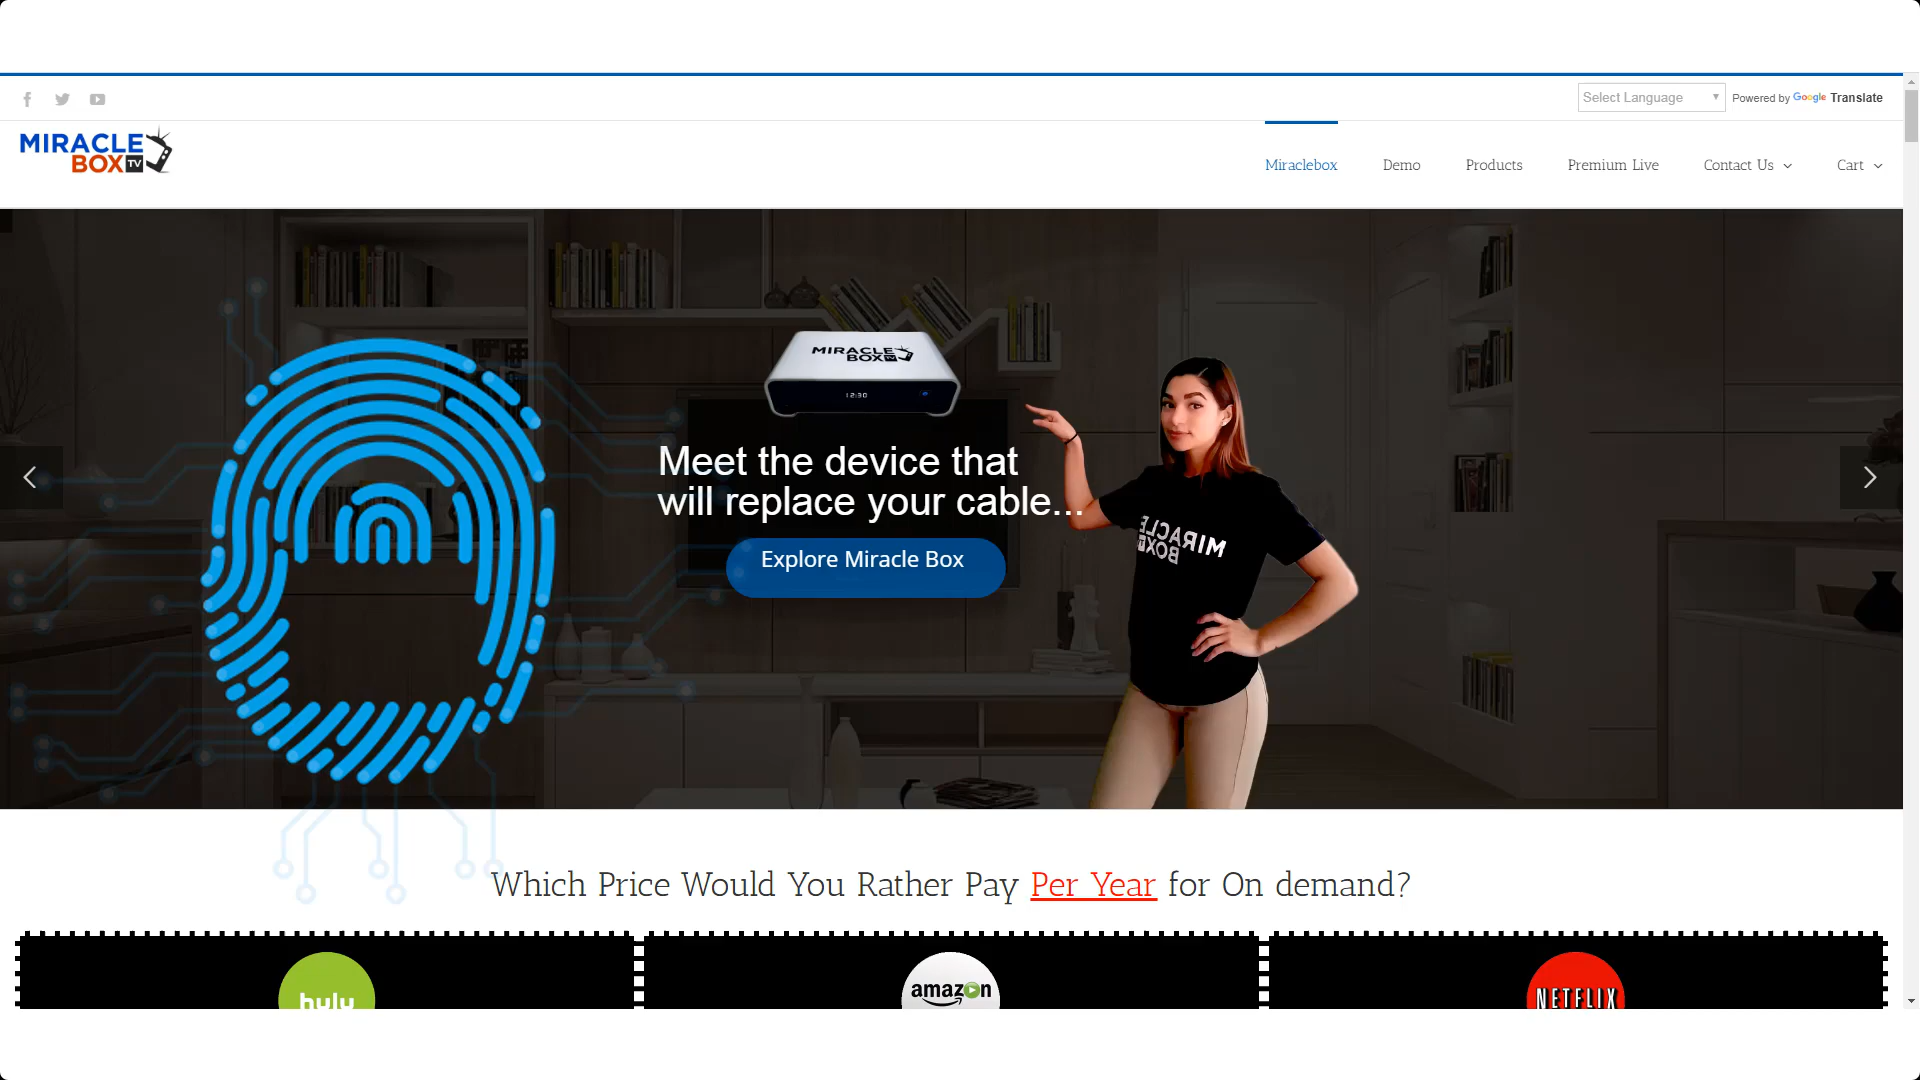 Select Language
Powered by Google Translate
MIRACLE
BOX TV
Miraclebox
Demo
Products
Premium Live
Contact Us
Cart
MIRACLE
BOX TV
12:30
Meet the device that
will replace your cable...
Explore Miracle Box
MIRACLE
BOX
Which Price Would You Rather Pay Per Year for On demand?
hulu
amazon
NETFLIX